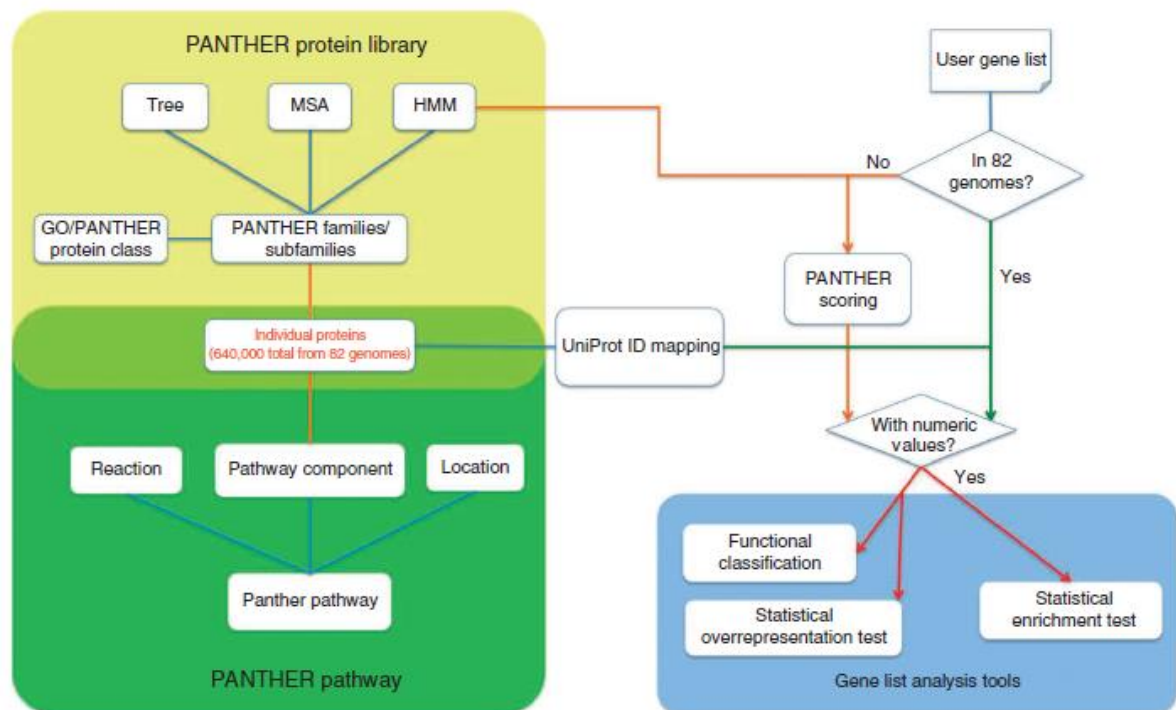 PANTHER protein library
Tree
MSA
HMM
GO/PANTHER
protein class
PANTHER families/
subfamilies
Individual proteins
(640,000 total from 82 genomes)
Reaction
Pathway component
Location
Panther pathway
PANTHER pathway
UniProt ID mapping
User gene list
In 82
genomes?
No
Yes
PANTHER
scoring
With numeric
values?
Yes
Functional
classification
Statistical
overrepresentation test
Statistical
enrichment test
Gene list analysis tools